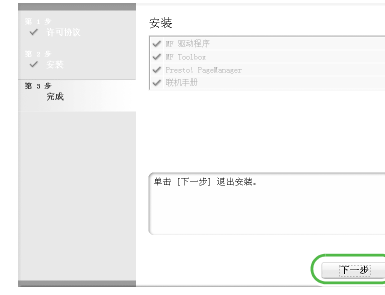 第 1 步
许可协议
第 2 步
安装
第 3 步
完成
安装
MP 驱动程序
MP Toolbox
Presto! PageManager
联机手册
单击 [下一步] 退出安装。
下一步